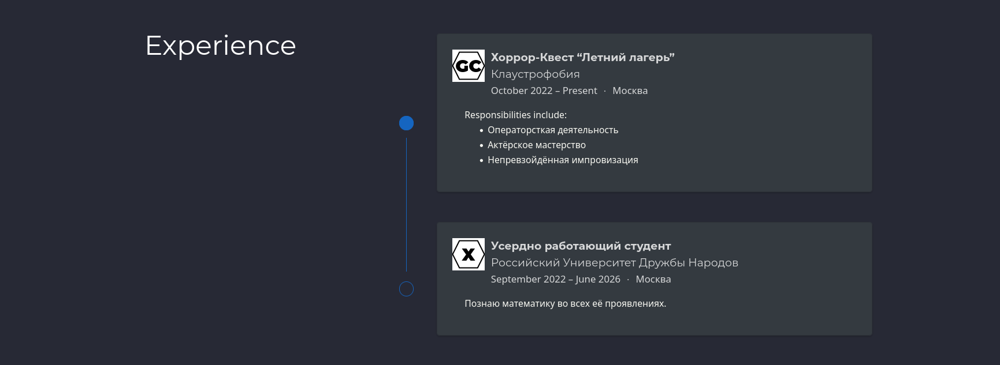 Experience
GC
Хоррор-Квест “Летний лагерь”
Клаустрофобия
October 2022 – Present · Москва
Responsibilities include:
• Операторсткая деятельность
• Актёрское мастерство
• Непревзойдённая импровизация
X
Усердно работающий студент
Российский Университет Дружбы Народов
September 2022 – June 2026 · Москва
Познаю математику во всех её проявлениях.